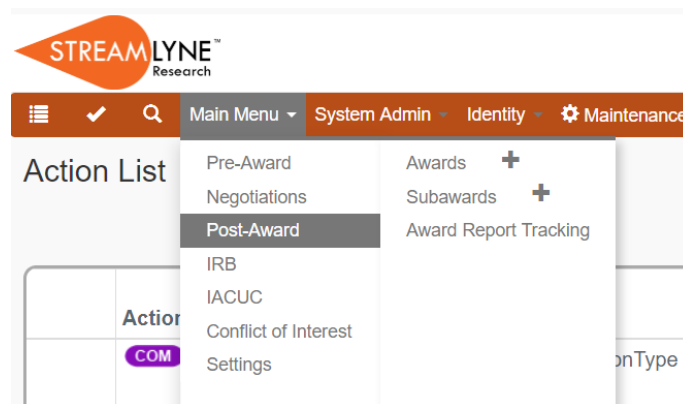 STREAMLYNE™
Research
Main Menu System Admin Identity Maintenance
Action List
Pre-Award
Negotiations
Post-Award
IRB
IACUC
Conflict of Interest
Settings
Awards +
Subawards +
Award Report Tracking
Action
COM
onType